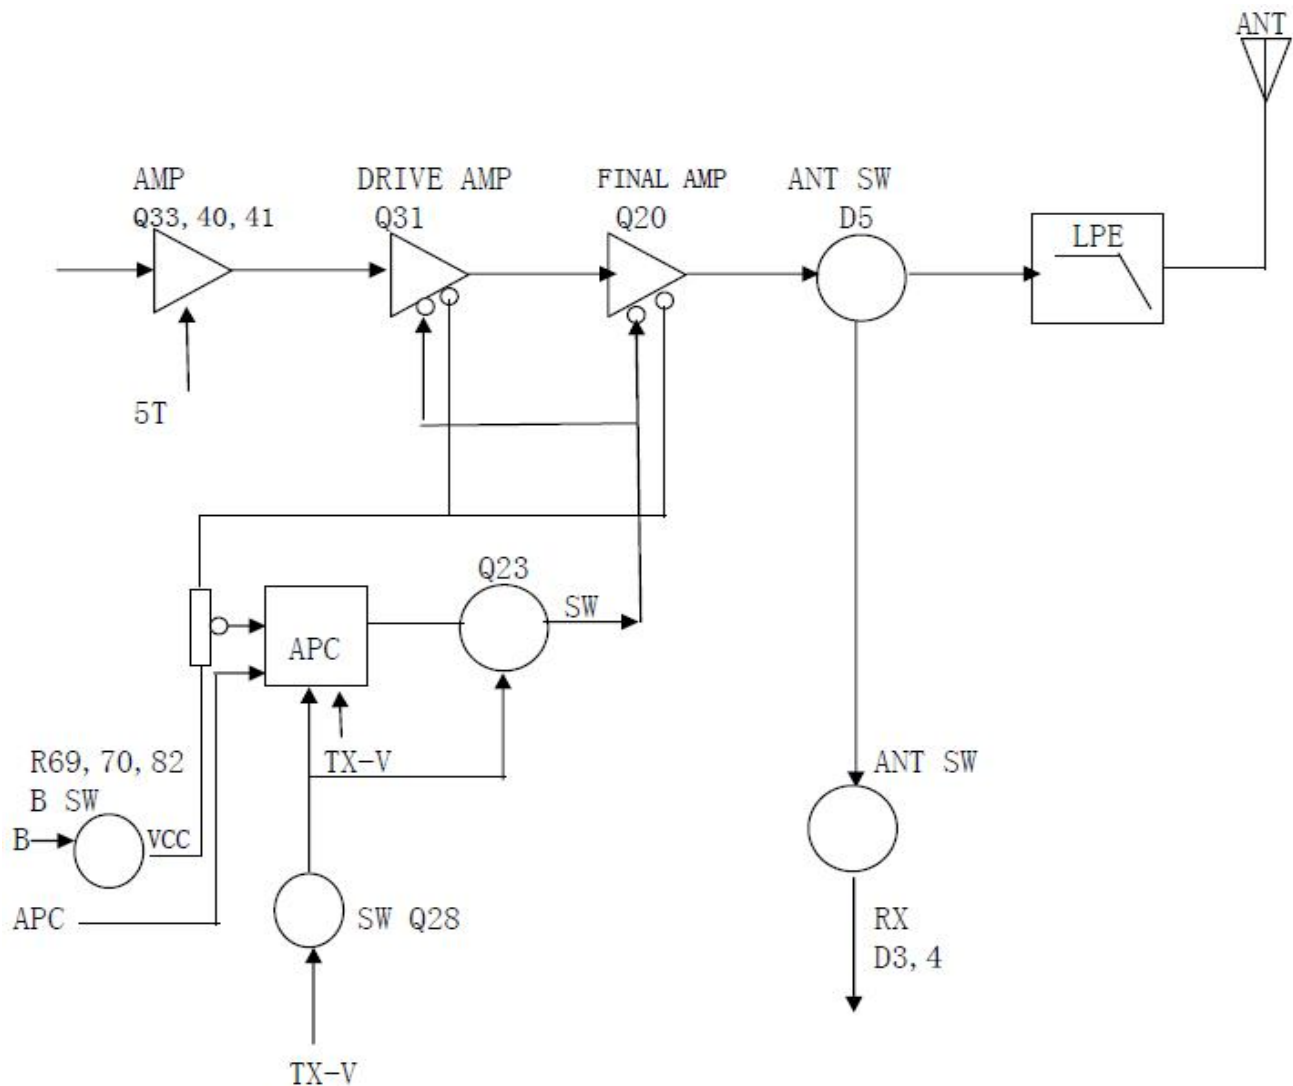 ANT
AMP
Q33,40,41
DRIVE AMP
Q31
FINAL AMP
Q20
ANT SW
D5
LPE
5T
Q23
SW
APC
TX-V
R69,70,82
B SW
B
VCC
APC
SW Q28
TX-V
ANT SW
RX
D3,4